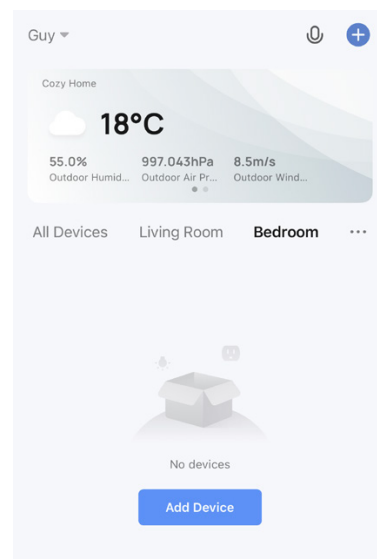 Guy
Cozy Home
18°C
55.0% 997.043hPa 8.5m/s
Outdoor Humid... Outdoor Air Pr... Outdoor Wind...
All Devices Living Room Bedroom ...
No devices
Add Device